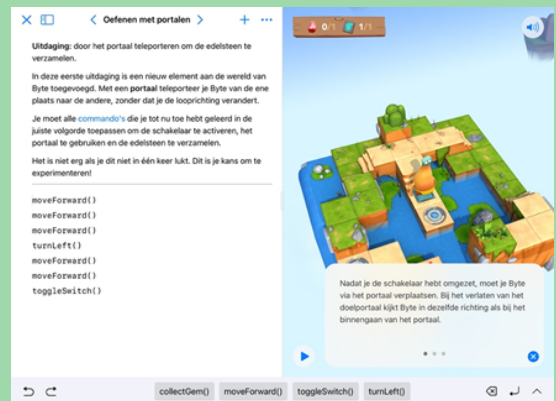 Oefenen met portalen
Uitdaging: door het portaal teleporteren om de edelsteen te
verzamelen.
In deze eerste uitdaging is een nieuw element aan de wereld van
Byte toegevoegd. Met een portaal teleporteer je Byte van de ene
plaats naar de andere, zonder dat je de looprichting verandert.
Je moet alle commando's die je tot nu toe hebt geleerd in de
juiste volgorde toepassen om de schakelaar te activeren, het
portaal te gebruiken en de edelsteen te verzamelen.
Het is niet erg als je dit niet in één keer lukt. Dit is je kans om te
experimenteren!
moveForward()
moveForward()
moveForward()
turnLeft()
moveForward()
moveForward()
toggleSwitch()
0/1 1/1
Nadat je de schakelaar hebt omgezet, moet je Byte
via het portaal verplaatsen. Bij het verlaten van het
doelportaal kijkt Byte in dezelfde richting als bij het
binnengaan van het portaal.
collectGem() moveForward() toggleSwitch() turnLeft()